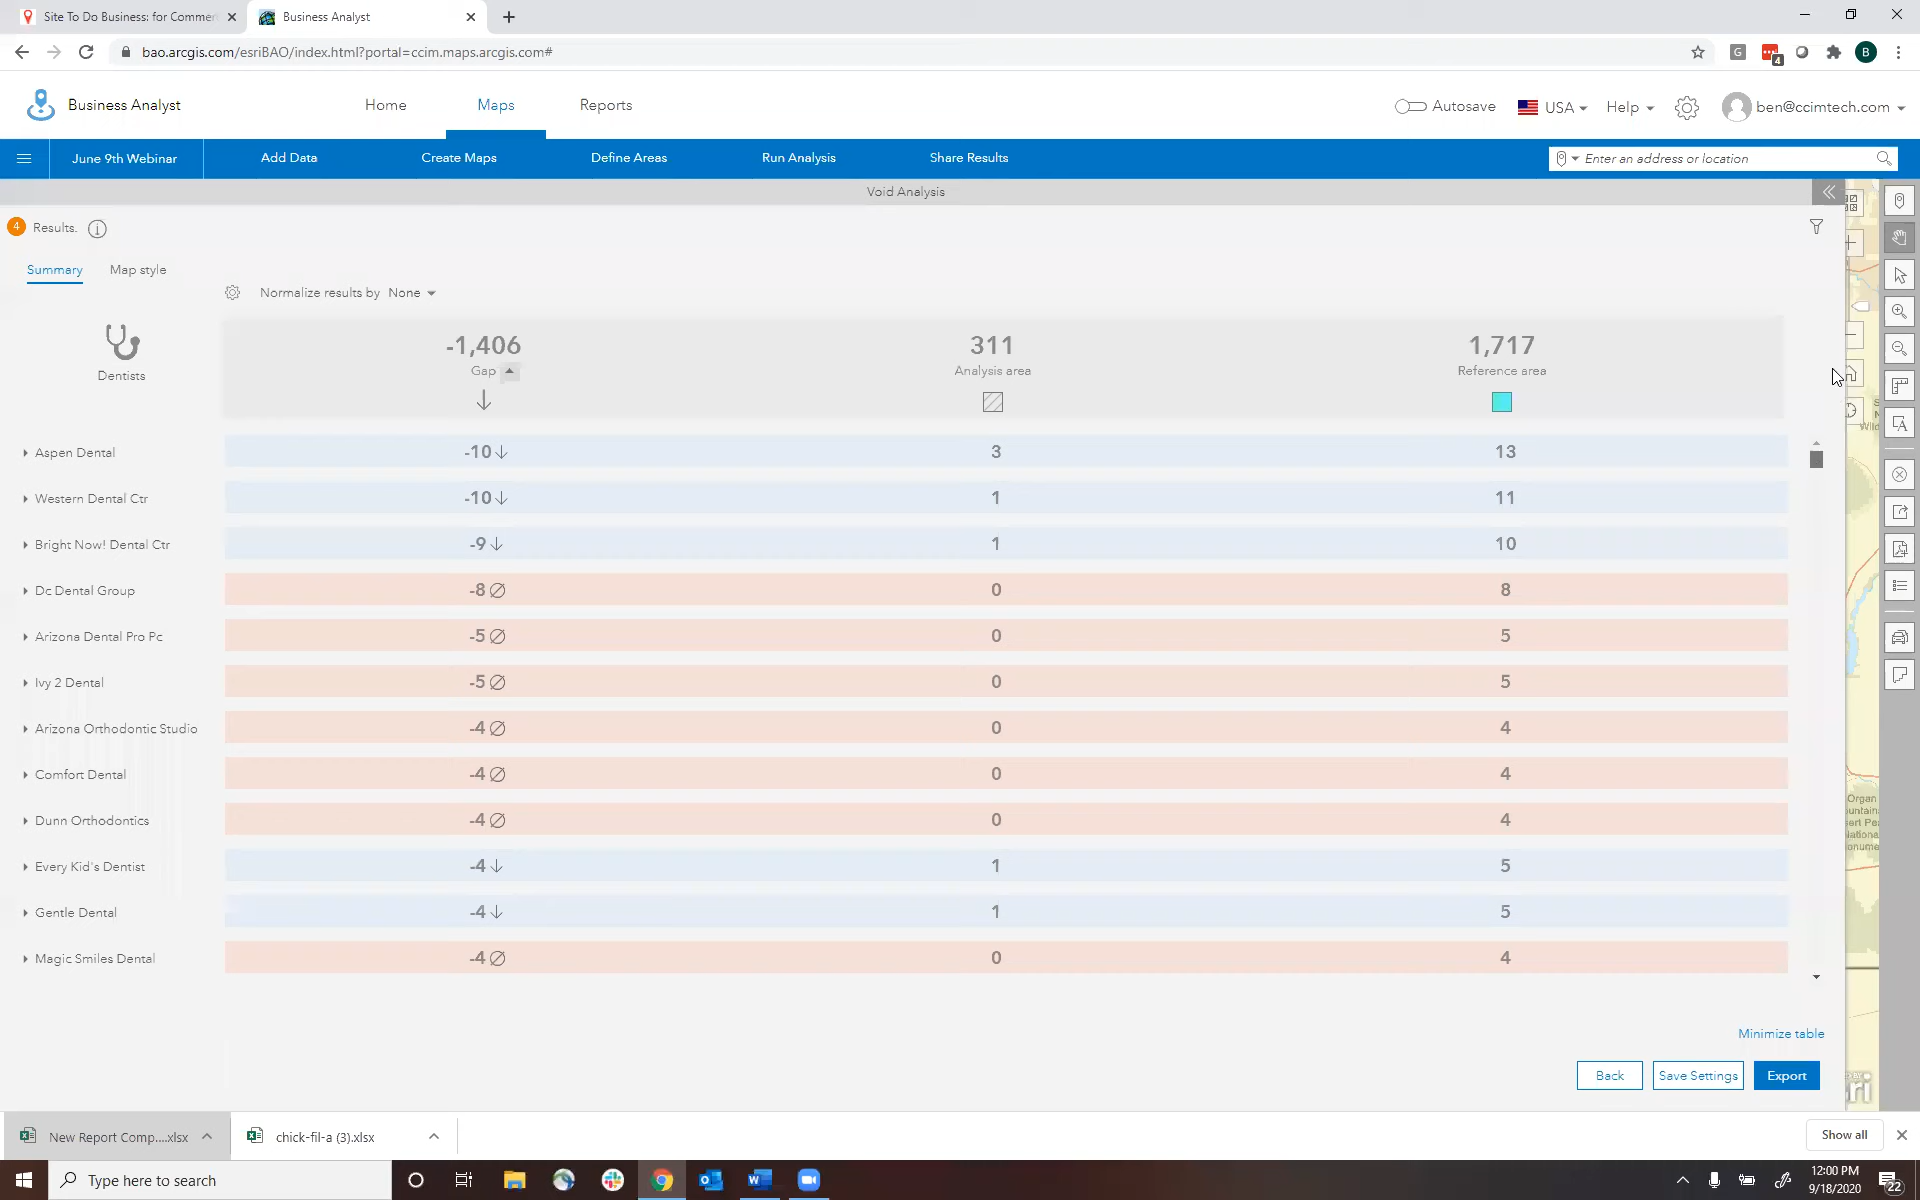 Site To Do Business: for Commer
Business Analyst
bao.arcgis.com/esriBAO/index.html?portal=ccim.maps.arcgis.com#
G
4
B
Business Analyst
Home
Maps
Reports
Autosave
USA
Help
ben@ccimtech.com
June 9th Webinar
Add Data
Create Maps
Define Areas
Run Analysis
Share Results
Enter an address or location
Void Analysis
4 Results.
Summary
Map style
Normalize results by None
Dentists
-1,406
311
1,717
Gap
Analysis area
Reference area
Aspen Dental -10 3 13
Western Dental Ctr -10 1 11
Bright Now! Dental Ctr -9 1 10
Dc Dental Group -8 0 8
Arizona Dental Pro Pc -5 0 5
Ivy 2 Dental -5 0 5
Arizona Orthodontic Studio -4 0 4
Comfort Dental -4 0 4
Dunn Orthodontics -4 0 4
Every Kid's Dentist -4 1 5
Gentle Dental -4 1 5
Magic Smiles Dental -4 0 4
Organ
Minimize table
Back
Save Settings
Export
New Report Comp....xlsx
chick-fil-a (3).xlsx
Show all
Type here to search
12:00 PM
9/18/2020
22